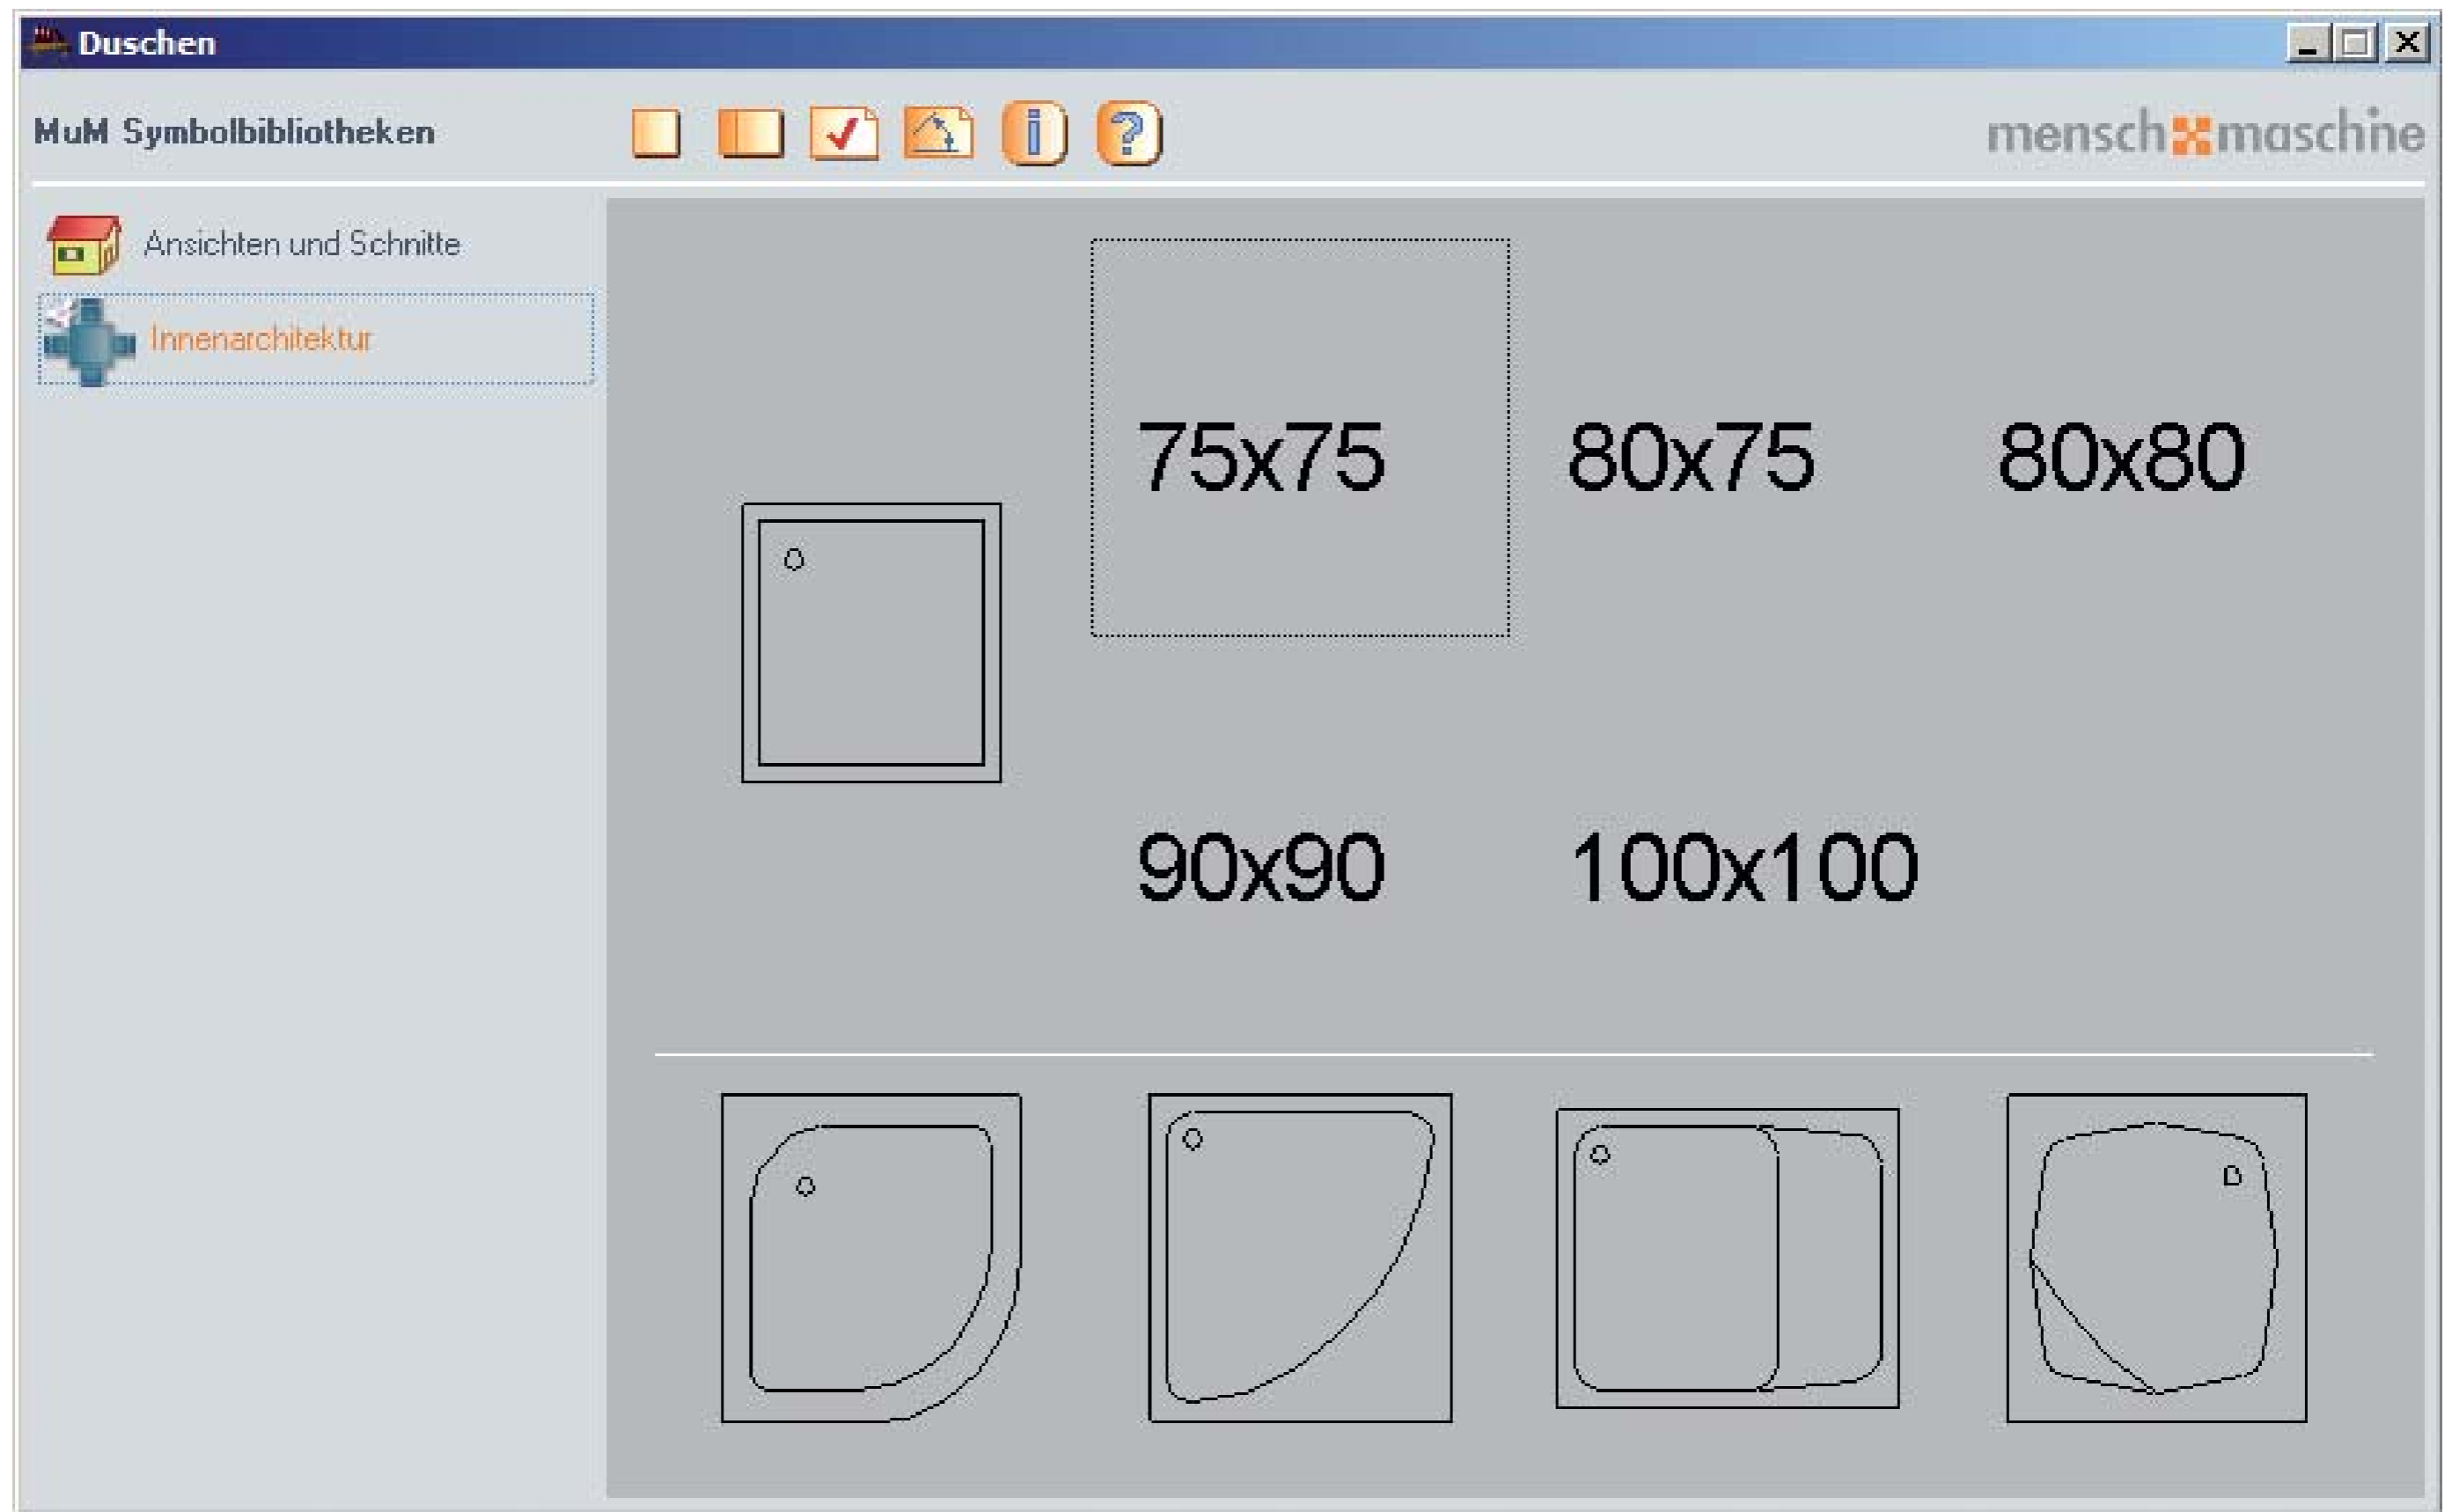 Duschen
MuM Symbolbibliotheken
mensch maschine
Ansichten und Schnitte
Innenarchitektur
75x75 80x75 80x80
90x90 100x100